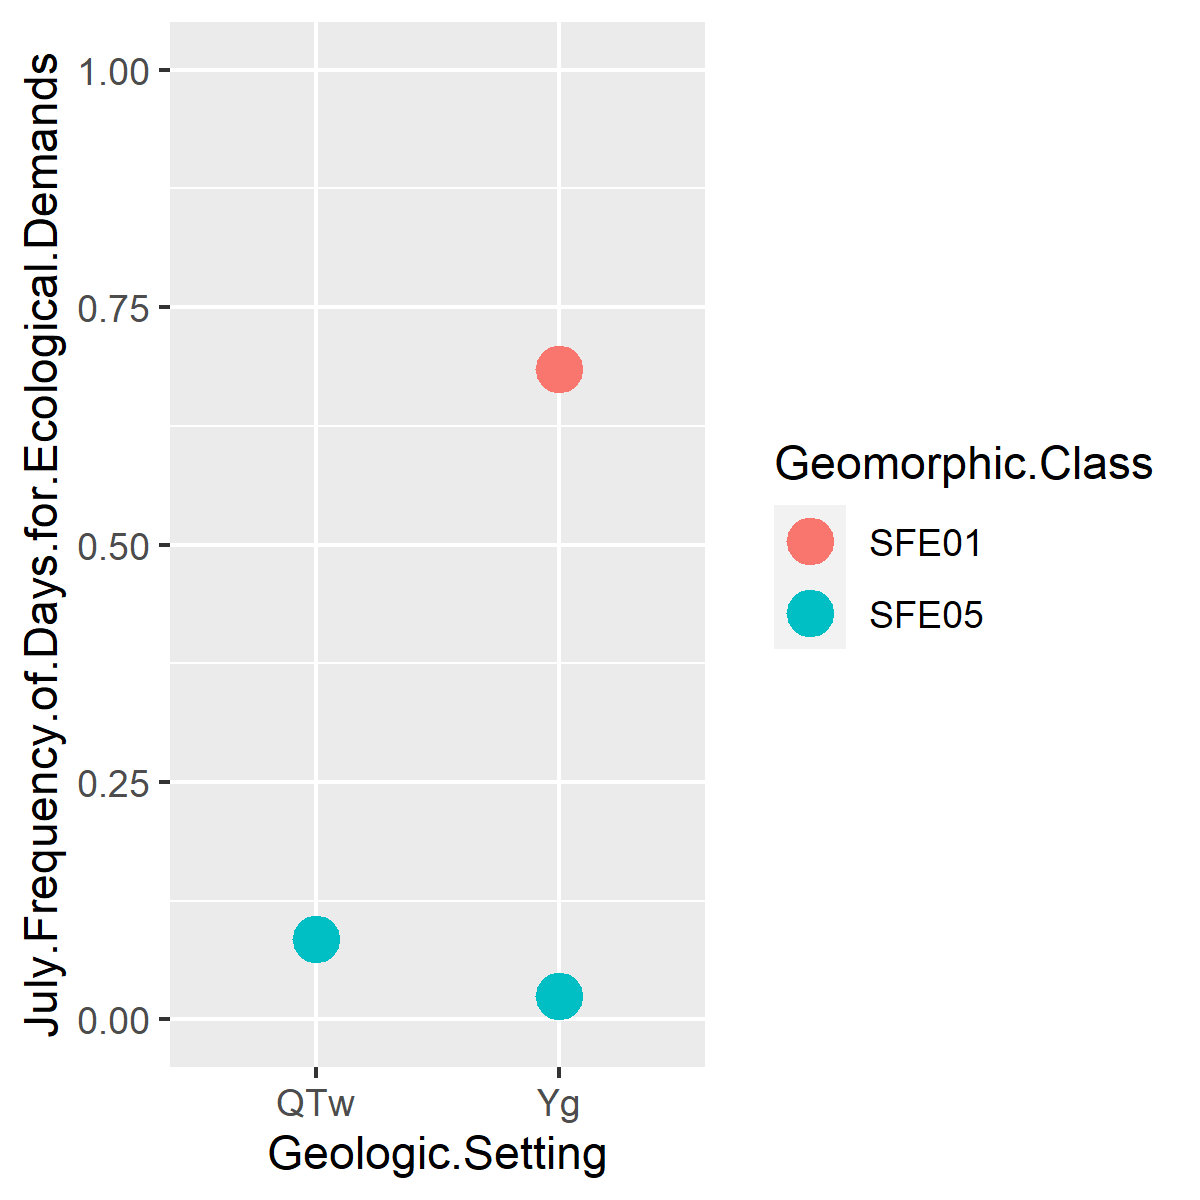 July.Frequency.of.Days.for.Ecological.Demands
1.00
0.75
0.50
0.25
0.00
QTw
Yg
Geologic.Setting
Geomorphic.Class
SFE01
SFE05